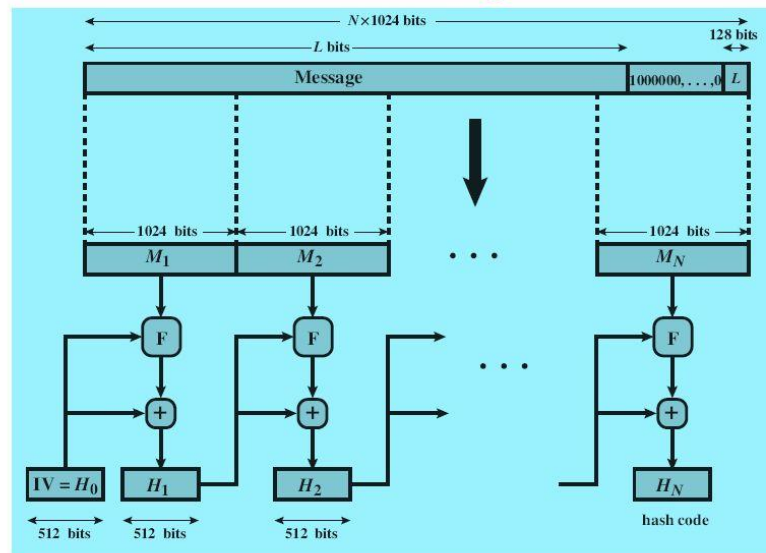 N×1024 bits
L bits
128 bits
Message
1000000, . . . ,0
L
1024 bits
1024 bits
1024 bits
M1
M2
. . .
MN
F
F
F
. . .
+
+
+
IV = H0
H1
H2
HN
hash code
512 bits
512 bits
512 bits